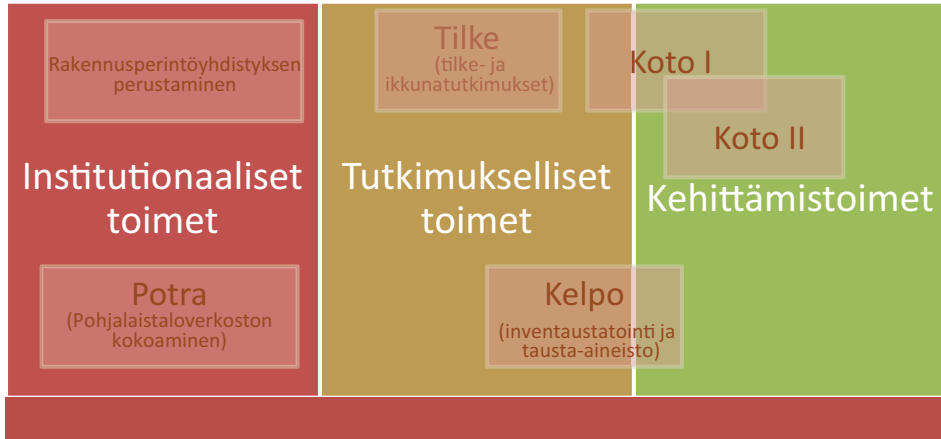 Rakennusperintöyhdistyksen
perustaminen
Institutionaaliset
toimet
Potra
(Pohjalaistaloverkoston
kokoaminen)
Tilke
(tilke- ja
ikkunatutkimukset)
Tutkimukselliset
toimet
Kelpo
(inventaustatointi ja
tausta-aineisto)
Koto I
Koto II
Kehittämistoimet